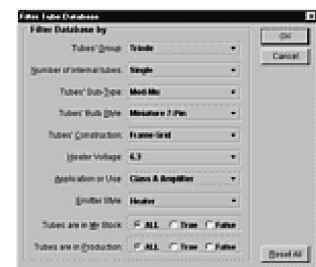 Filter Tube Database
Filter Database by
OK
Tubes' Group: Triode
Cancel
Number of internal tubes: Single
Tubes' Sub-Type: Med-Mu
Tubes' Bulb Style: Miniature 7 Pin
Tubes' Construction: Frame-Grid
Heater Voltage: 6.3
Application or Use: Class A Amplifier
Emitter Style: Heater
Tubes are in My Stock: ALL True False
Tubes are in Production: ALL True False
Reset All